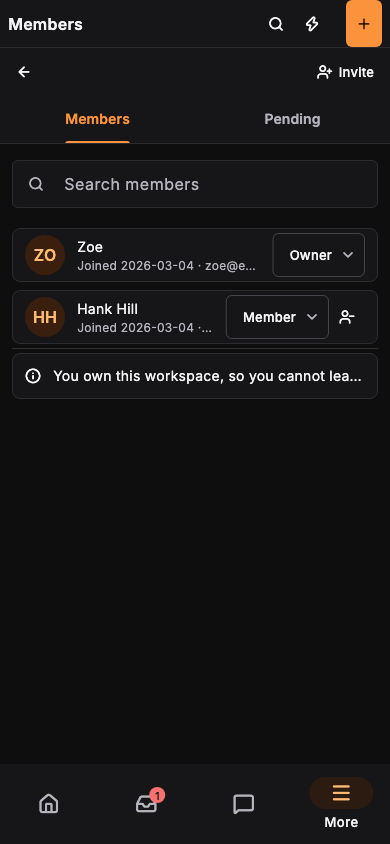 Members
Invite
Members
Pending
Search members
ZO
Zoe
Joined 2026-03-04 · zoe@e...
Owner
HH
Hank Hill
Joined 2026-03-04 ·...
Member
You own this workspace, so you cannot lea...
1
More